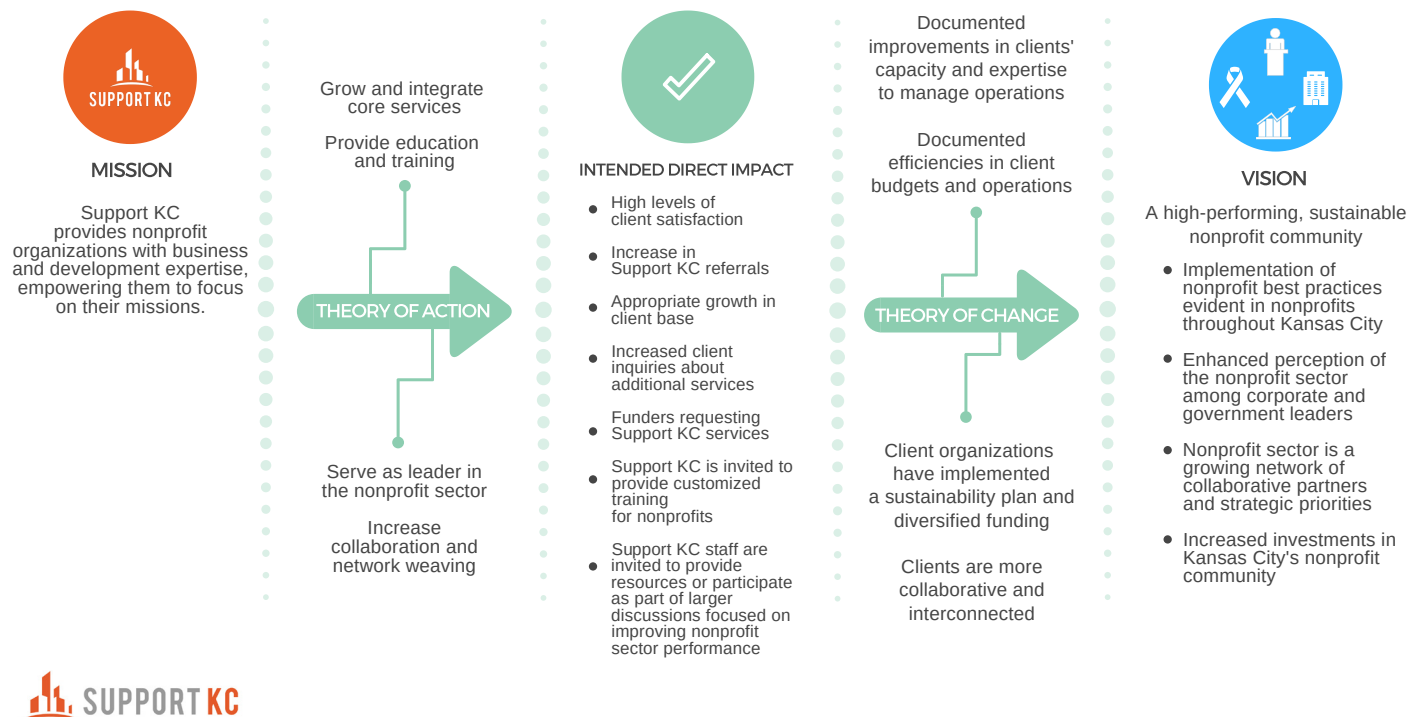 SUPPORT KC
MISSION
Support KC
provides nonprofit
organizations with business
and development expertise,
empowering them to focus
on their missions.
Grow and integrate
core services
Provide education
and training
THEORY OF ACTION
Serve as leader in
the nonprofit sector
Increase
collaboration and
network weaving
INTENDED DIRECT IMPACT
High levels of
client satisfaction
Increase in
Support KC referrals
Appropriate growth in
client base
Increased client
inquiries about
additional services
Funders requesting
Support KC services
Support KC is invited to
provide customized
training
for nonprofits
Support KC staff are
invited to provide
resources or participate
as part of larger
discussions focused on
improving nonprofit
sector performance
Documented
improvements in clients'
capacity and expertise
to manage operations
Documented
efficiencies in client
budgets and operations
THEORY OF CHANGE
Client organizations
have implemented
a sustainability plan and
diversified funding
Clients are more
collaborative and
interconnected
VISION
A high-performing, sustainable
nonprofit community
Implementation of
nonprofit best practices
evident in nonprofits
throughout Kansas City
Enhanced perception of
the nonprofit sector
among corporate and
government leaders
Nonprofit sector is a
growing network of
collaborative partners
and strategic priorities
Increased investments in
Kansas City's nonprofit
community
SUPPORT KC